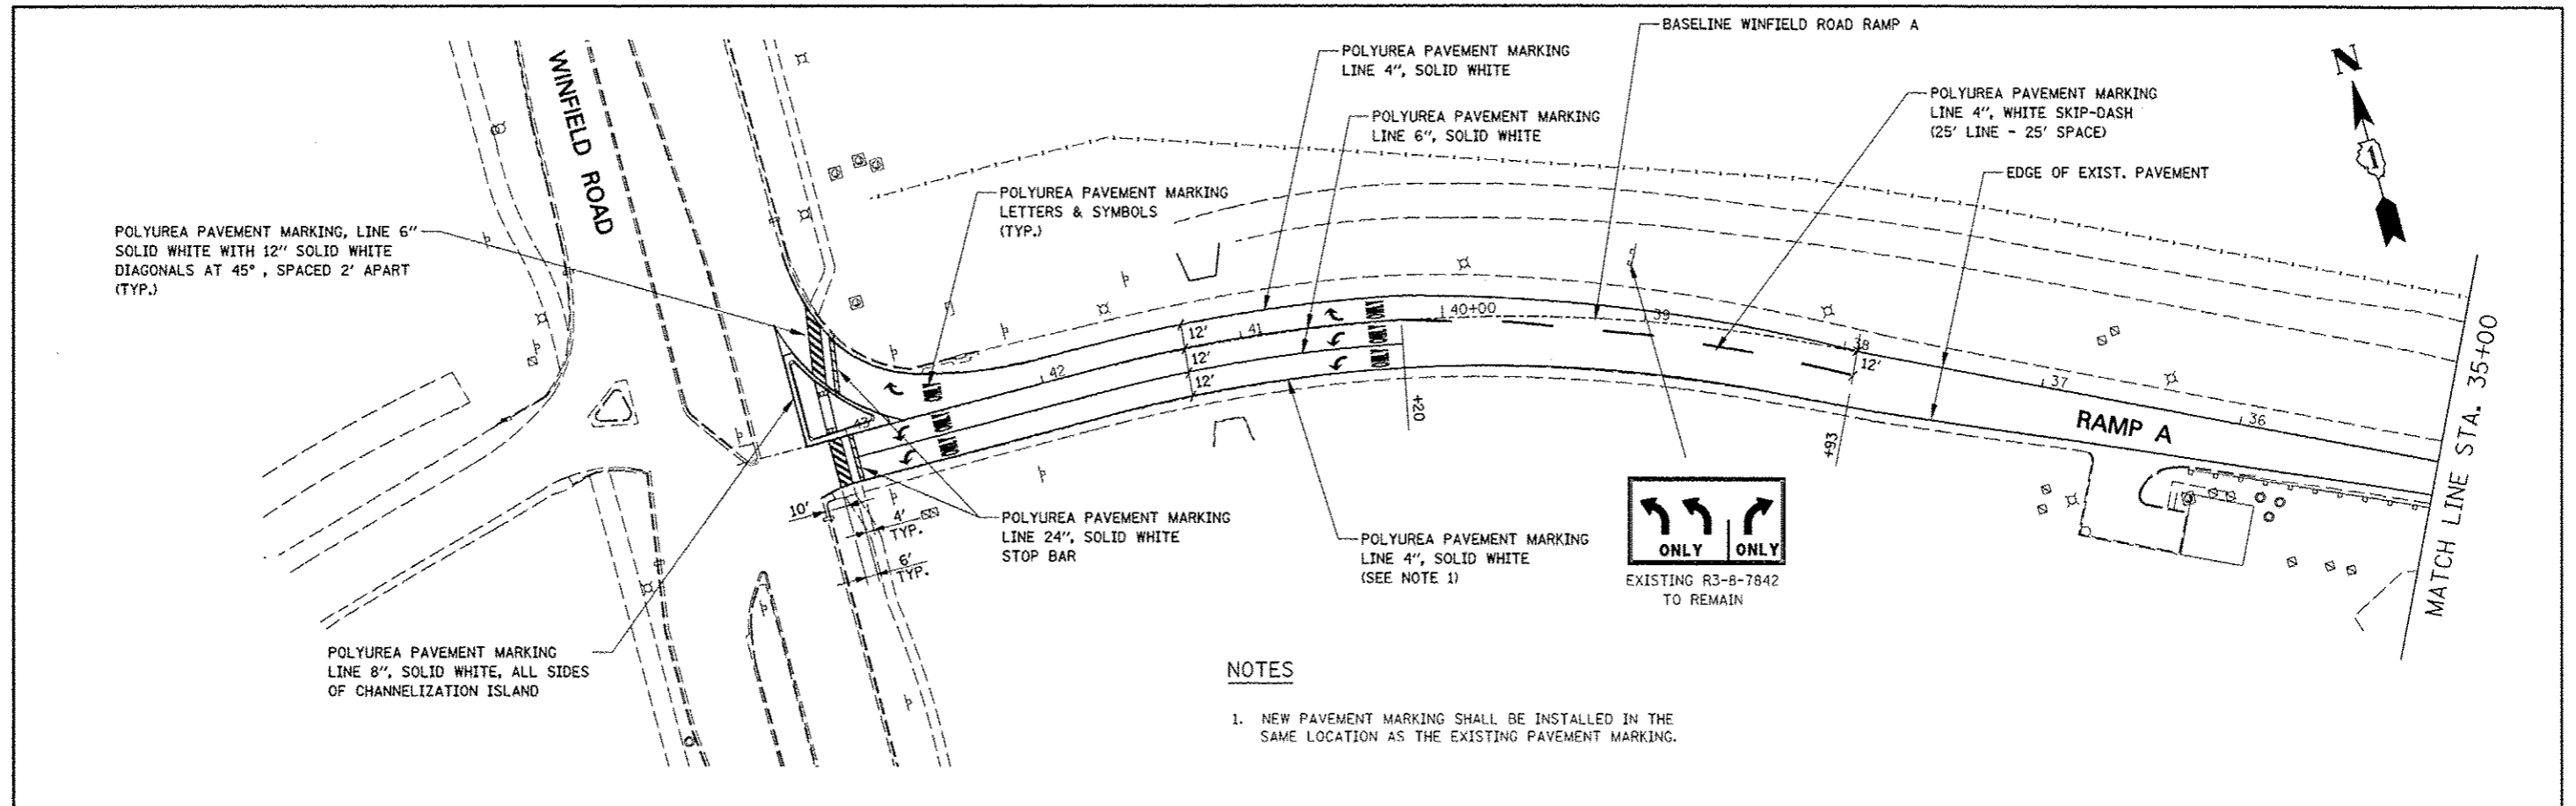 BASELINE WINFIELD ROAD RAMP A
POLYUREA PAVEMENT MARKING
LINE 4", SOLID WHITE
N
1
WINFIELD ROAD
POLYUREA PAVEMENT MARKING
LINE 4", WHITE SKIP-DASH
(25' LINE - 25' SPACE)
POLYUREA PAVEMENT MARKING
LINE 6", SOLID WHITE
EDGE OF EXIST. PAVEMENT
POLYUREA PAVEMENT MARKING
LETTERS & SYMBOLS
(TYP.)
POLYUREA PAVEMENT MARKING, LINE 6"
SOLID WHITE WITH 12" SOLID WHITE
DIAGONALS AT 45°, SPACED 2' APART
(TYP.)
12'
12'
12'
43
42
41
40+00
39
38
37
36
12'
+20
+93
RAMP A
MATCH LINE STA. 35+00
ONLY
ONLY
ONLY
ONLY
ONLY
ONLY
10'
4'
TYP.
6'
TYP.
POLYUREA PAVEMENT MARKING
LINE 24", SOLID WHITE
STOP BAR
POLYUREA PAVEMENT MARKING
LINE 4", SOLID WHITE
(SEE NOTE 1)
ONLY ONLY
EXISTING R3-8-7842
TO REMAIN
POLYUREA PAVEMENT MARKING
LINE 8", SOLID WHITE, ALL SIDES
OF CHANNELIZATION ISLAND
NOTES
1. NEW PAVEMENT MARKING SHALL BE INSTALLED IN THE
SAME LOCATION AS THE EXISTING PAVEMENT MARKING.